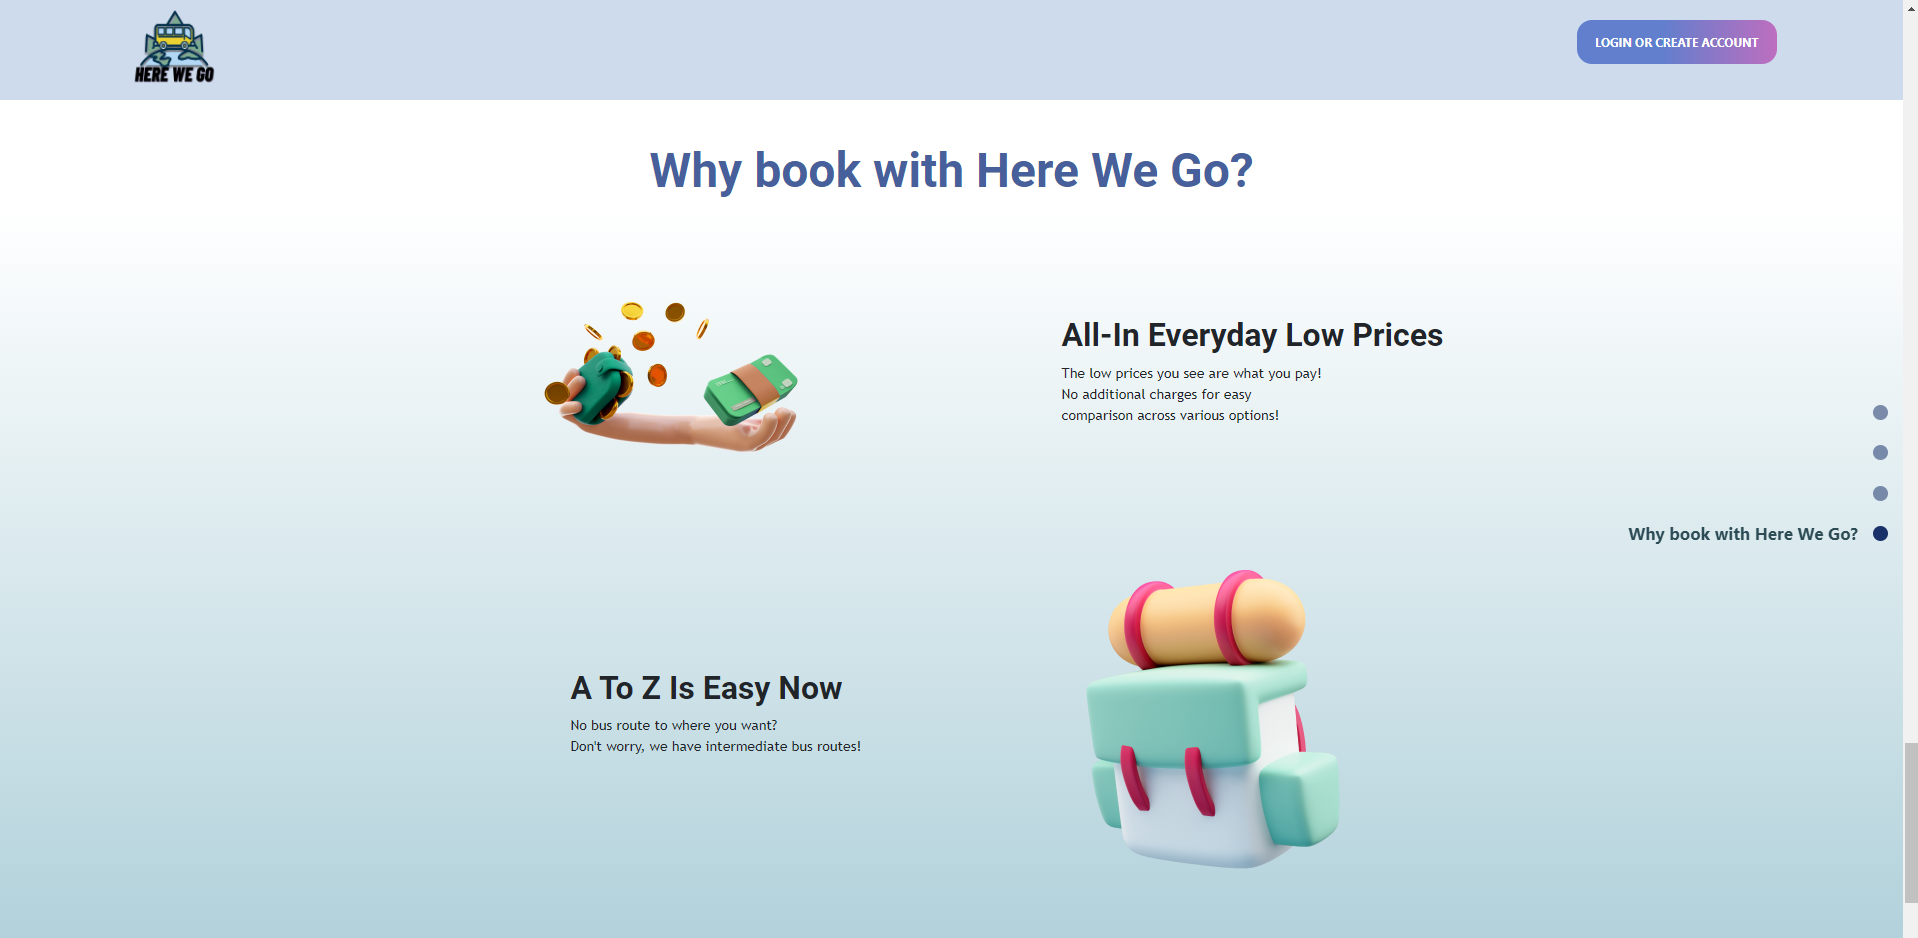 HERE WE GO
LOGIN OR CREATE ACCOUNT
Why book with Here We Go?
All-In Everyday Low Prices
The low prices you see are what you pay!
No additional charges for easy
comparison across various options!
Why book with Here We Go?
A To Z Is Easy Now
No bus route to where you want?
Don't worry, we have intermediate bus routes!